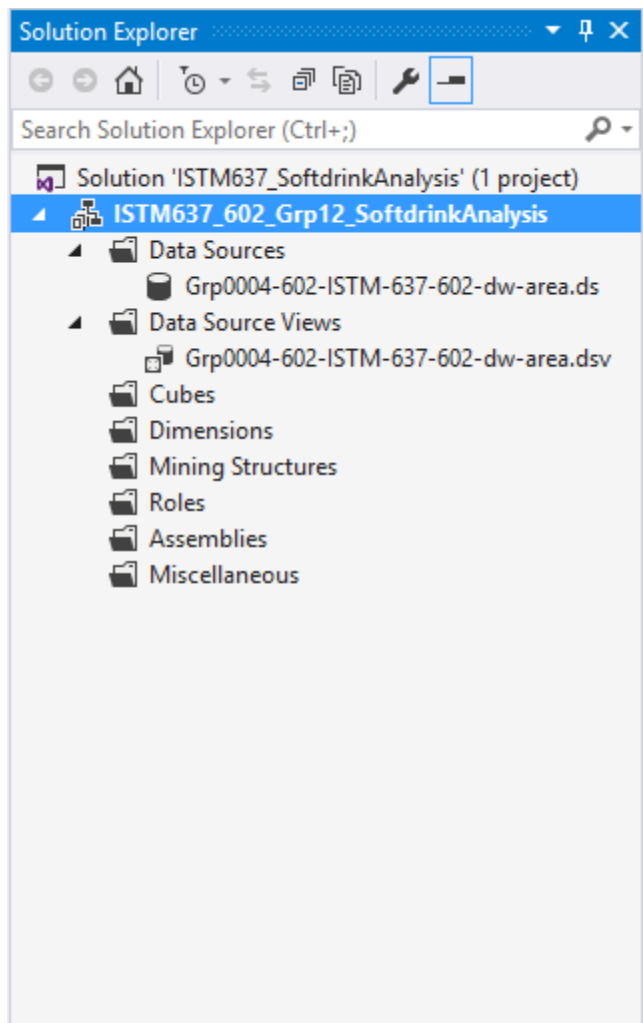 Solution Explorer
Search Solution Explorer (Ctrl+;)
Solution 'ISTM637_SoftdrinkAnalysis' (1 project)
ISTM637_602_Grp12_SoftdrinkAnalysis
Data Sources
Grp0004-602-ISTM-637-602-dw-area.ds
Data Source Views
Grp0004-602-ISTM-637-602-dw-area.dsv
Cubes
Dimensions
Mining Structures
Roles
Assemblies
Miscellaneous